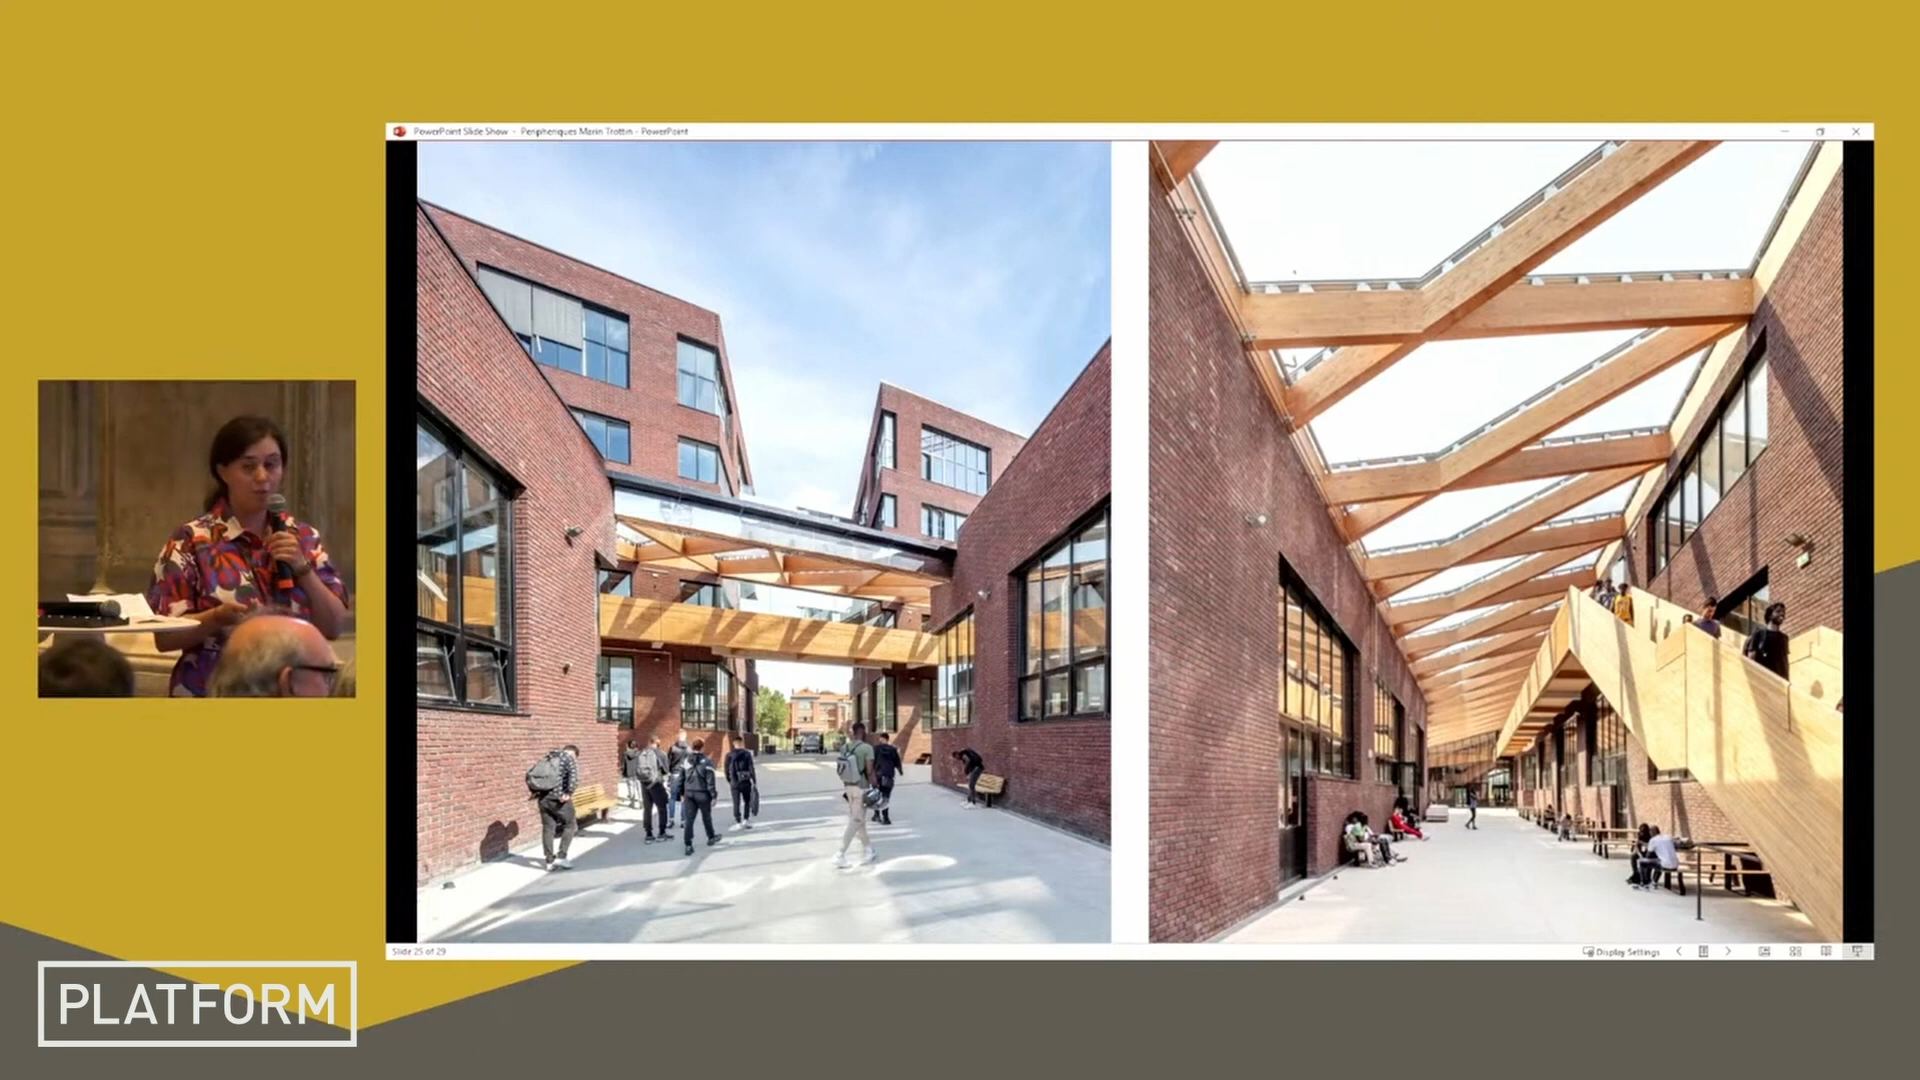 PowerPoint Slide Show - Peripheriques Marin Trottin - PowerPoint
Slide 25 of 29
Display Settings
PLATFORM